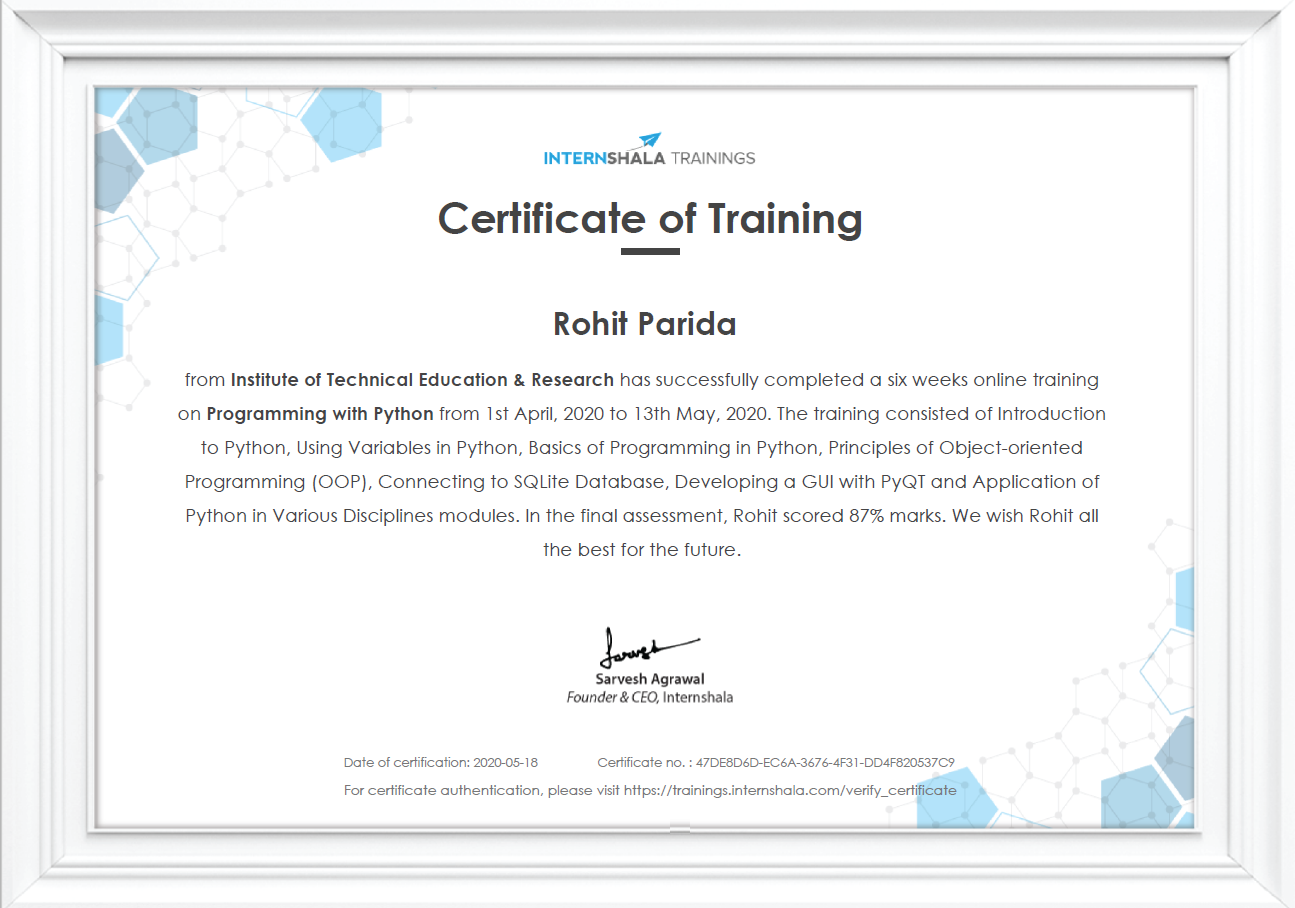 INTERNSHALA TRAININGS
Certificate of Training
Rohit Parida
from Institute of Technical Education & Research has successfully completed a six weeks online training
on Programming with Python from 1st April, 2020 to 13th May, 2020. The training consisted of Introduction
to Python, Using Variables in Python, Basics of Programming in Python, Principles of Object-oriented
Programming (OOP), Connecting to SQLite Database, Developing a GUI with PyQT and Application of
Python in Various Disciplines modules. In the final assessment, Rohit scored 87% marks. We wish Rohit all
the best for the future.
Sarvesh
Sarvesh Agrawal
Founder & CEO, Internshala
Date of certification: 2020-05-18 Certificate no. : 47DE8D6D-EC6A-3676-4F31-DD4F820537C9
For certificate authentication, please visit https://trainings.internshala.com/verify_certificate